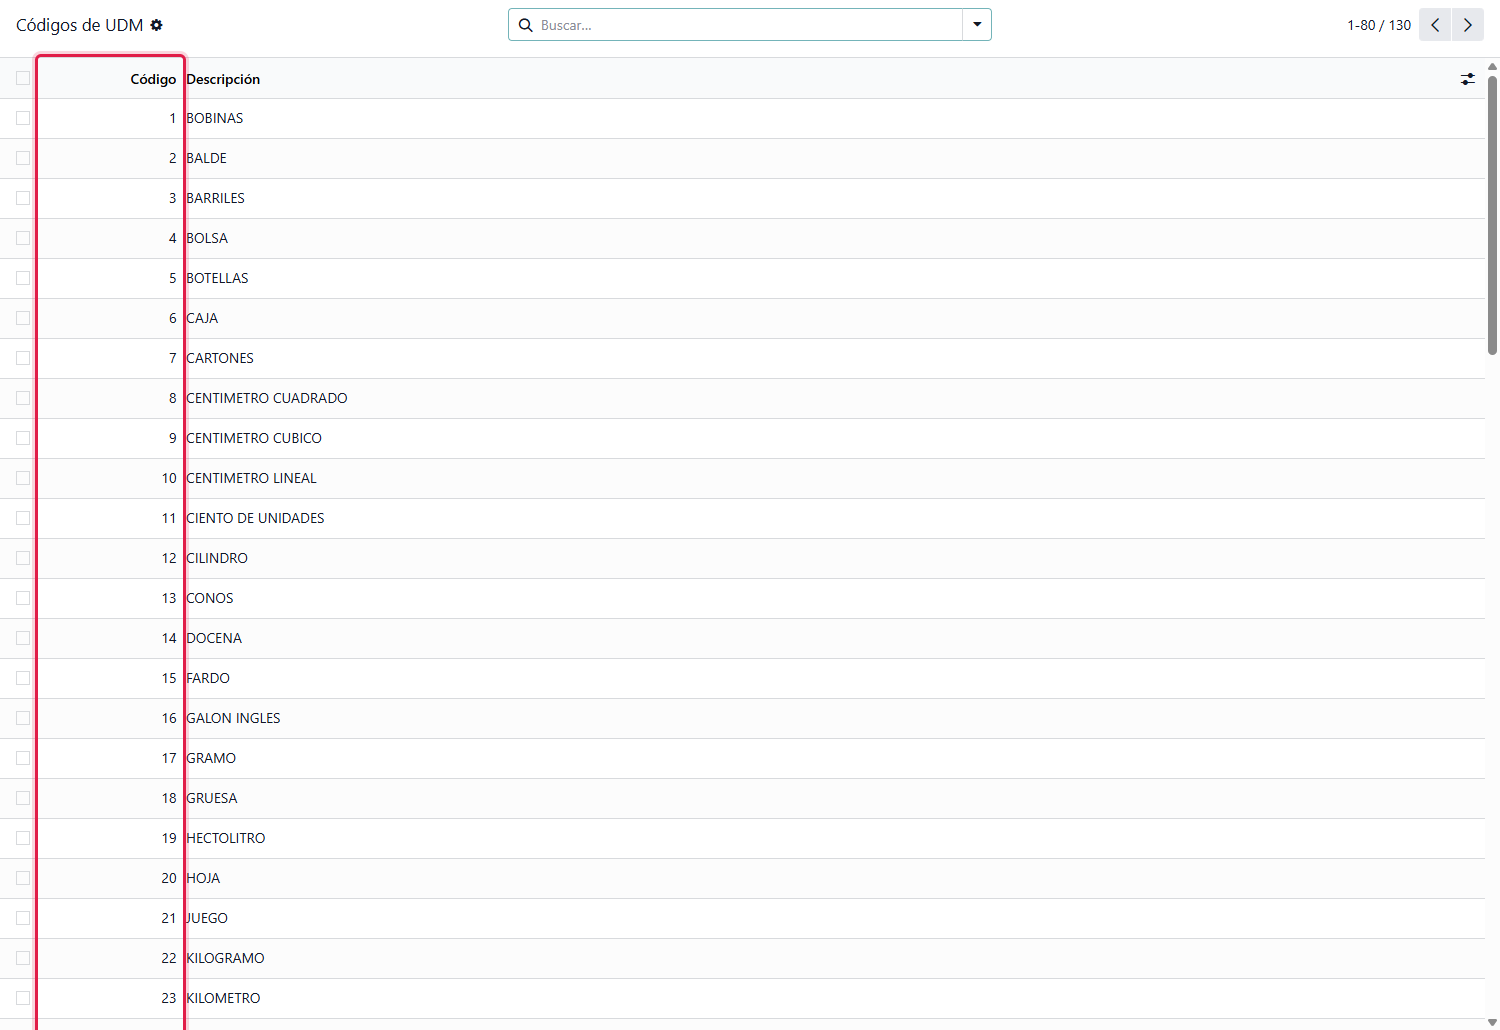 Códigos de UDM
Buscar...
1-80 / 130
Código Descripción
1 BOBINAS
2 BALDE
3 BARRILES
4 BOLSA
5 BOTELLAS
6 CAJA
7 CARTONES
8 CENTIMETRO CUADRADO
9 CENTIMETRO CUBICO
10 CENTIMETRO LINEAL
11 CIENTO DE UNIDADES
12 CILINDRO
13 CONOS
14 DOCENA
15 FARDO
16 GALON INGLES
17 GRAMO
18 GRUESA
19 HECTOLITRO
20 HOJA
21 JUEGO
22 KILOGRAMO
23 KILOMETRO